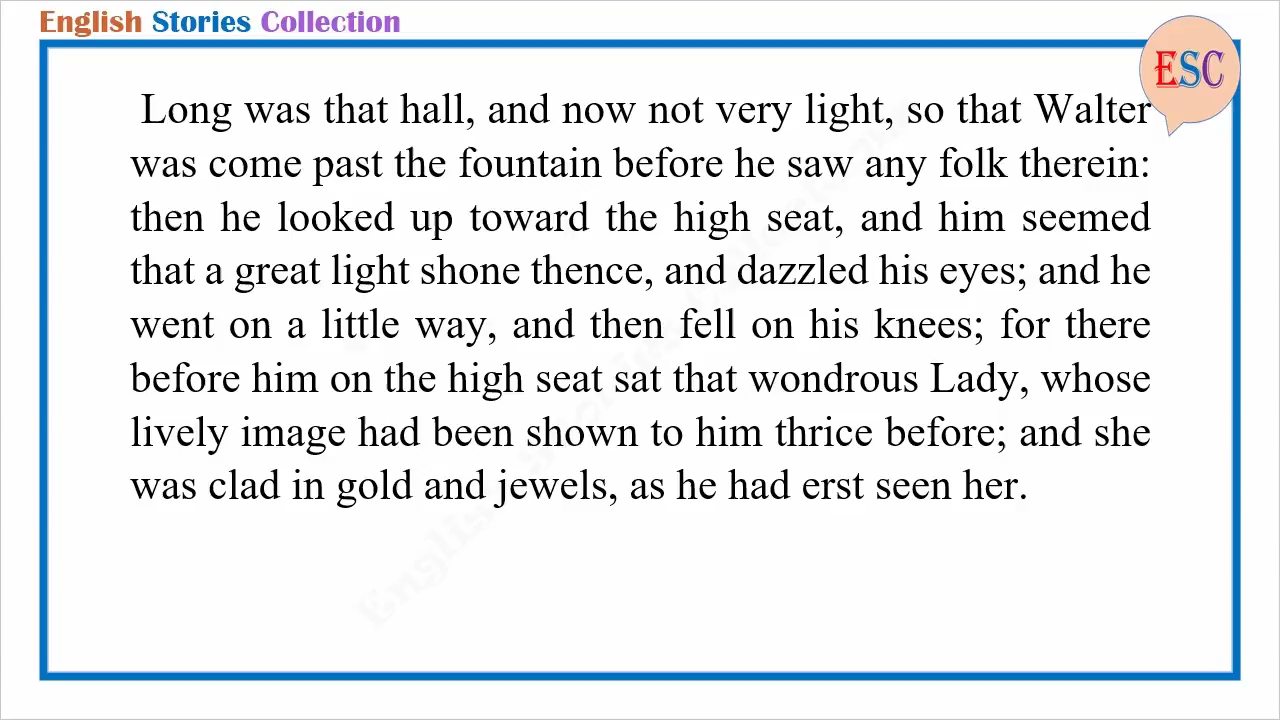 English Stories Collection
ESC
Long was that hall, and now not very light, so that Walter
was come past the fountain before he saw any folk therein:
then he looked up toward the high seat, and him seemed
that a great light shone thence, and dazzled his eyes; and he
went on a little way, and then fell on his knees; for there
before him on the high seat sat that wondrous Lady, whose
lively image had been shown to him thrice before; and she
was clad in gold and jewels, as he had erst seen her.
English Stories Collection